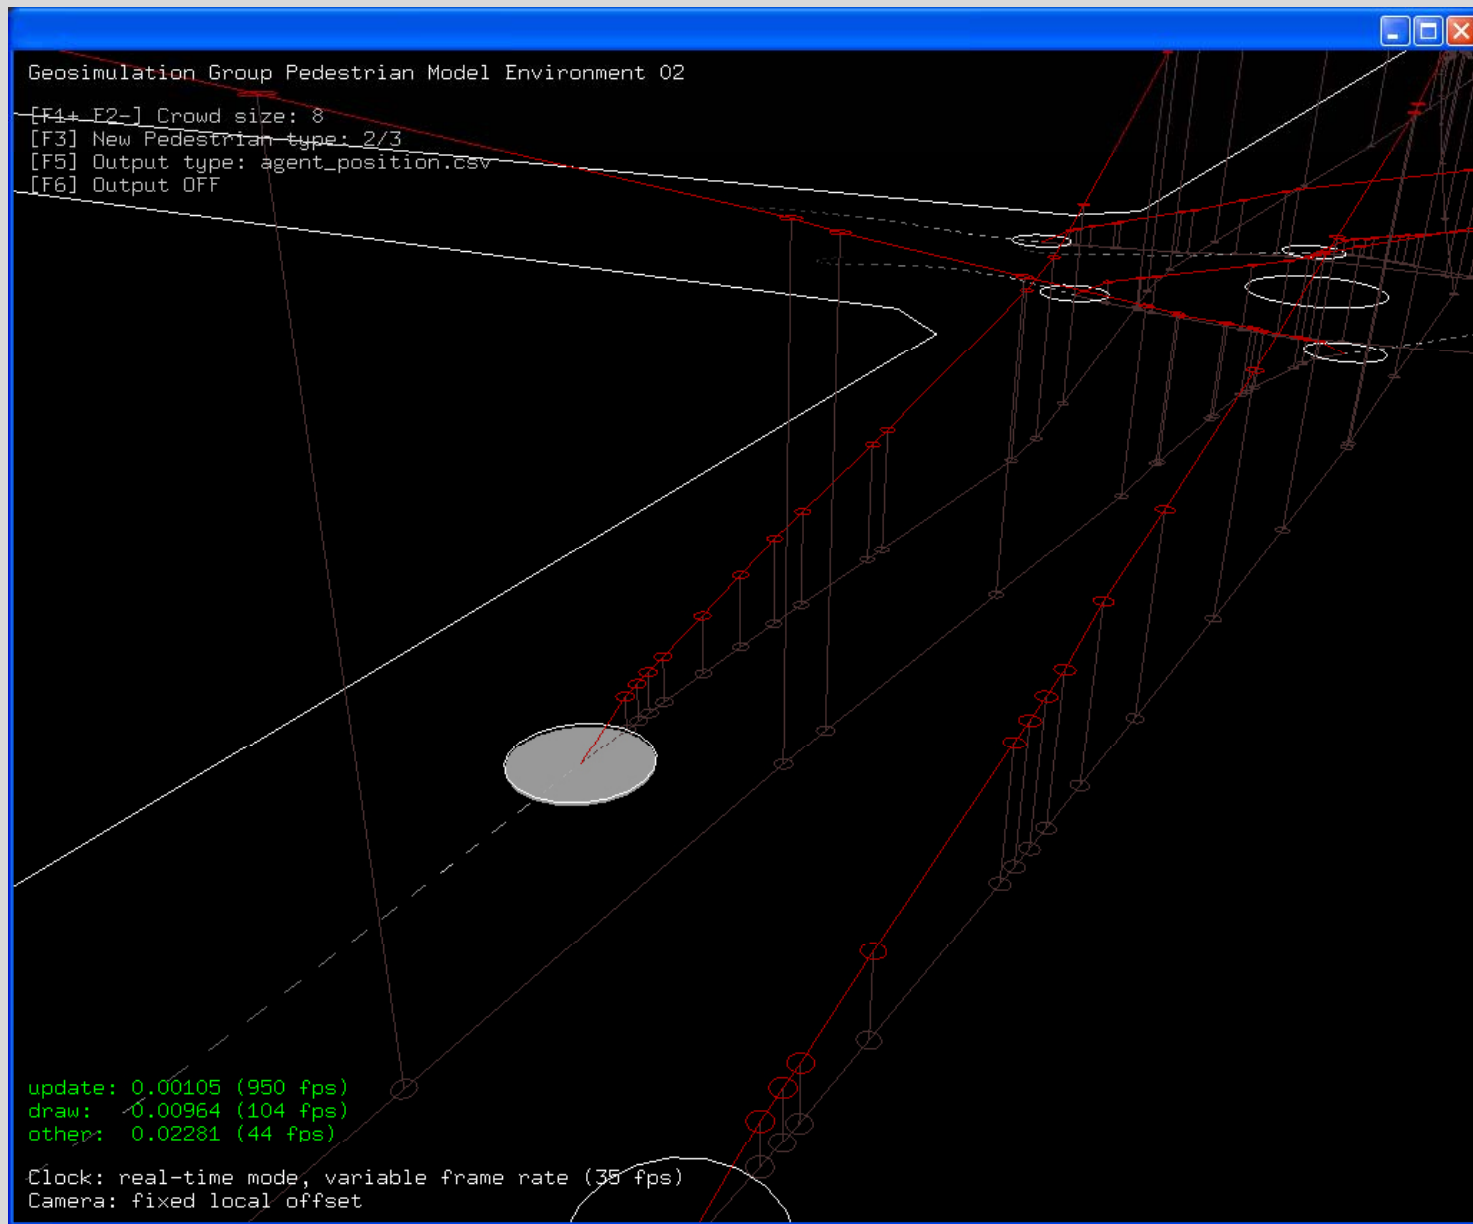 Geosimulation Group Pedestrian Model Environment 02
[F1+ F2-] Crowd size: 8
[F3] New Pedestrian type: 2/3
[F5] Output type: agent_position.csv
[F6] Output OFF
update: 0.00105 (950 fps)
draw: 0.00964 (104 fps)
other: 0.02281 (44 fps)
Clock: real-time mode, variable frame rate (35 fps)
Camera: fixed local offset